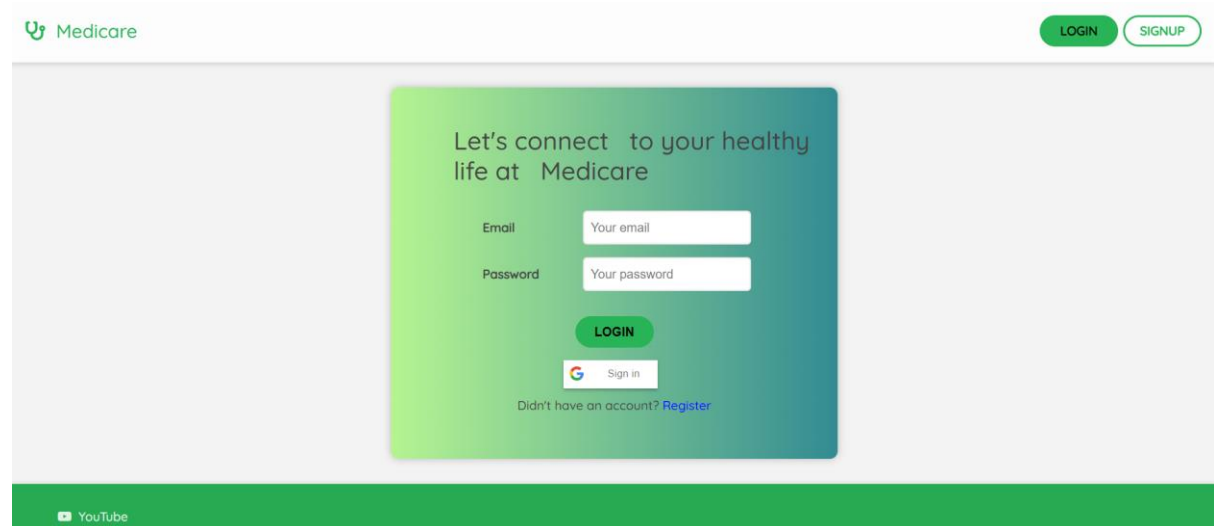 Medicare
LOGIN
SIGNUP
Let's connect to your healthy
life at Medicare
Email
Your email
Password
Your password
LOGIN
Sign in
Didn't have an account? Register
YouTube